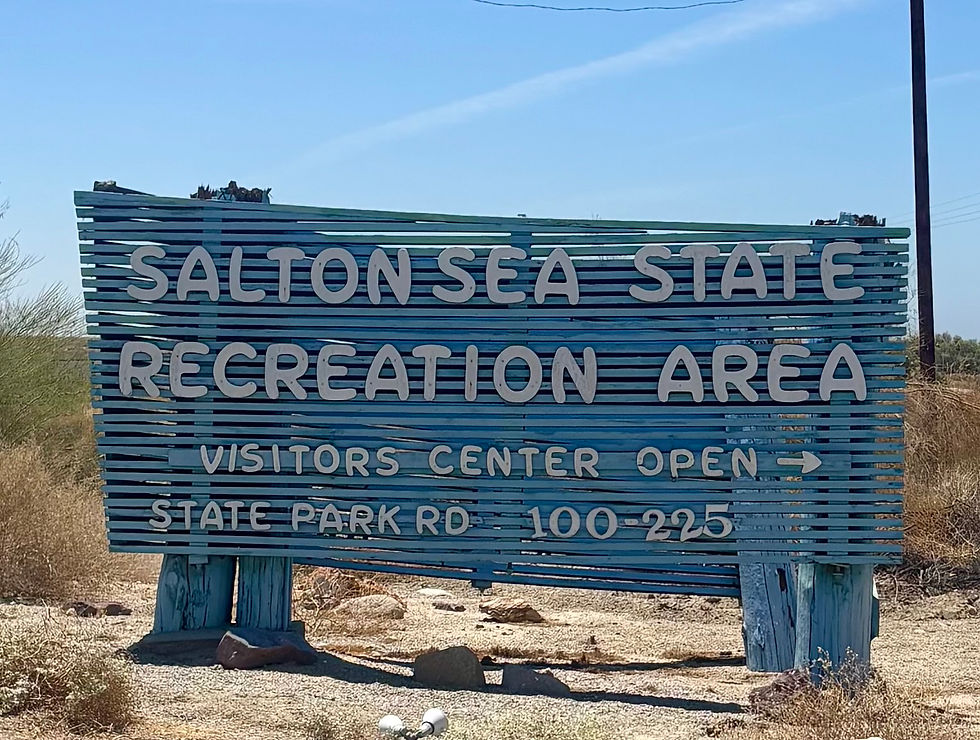 SALTON SEA STATE
RECREATION AREA
VISITORS CENTER OPEN →
STATE PARK RD 100-225